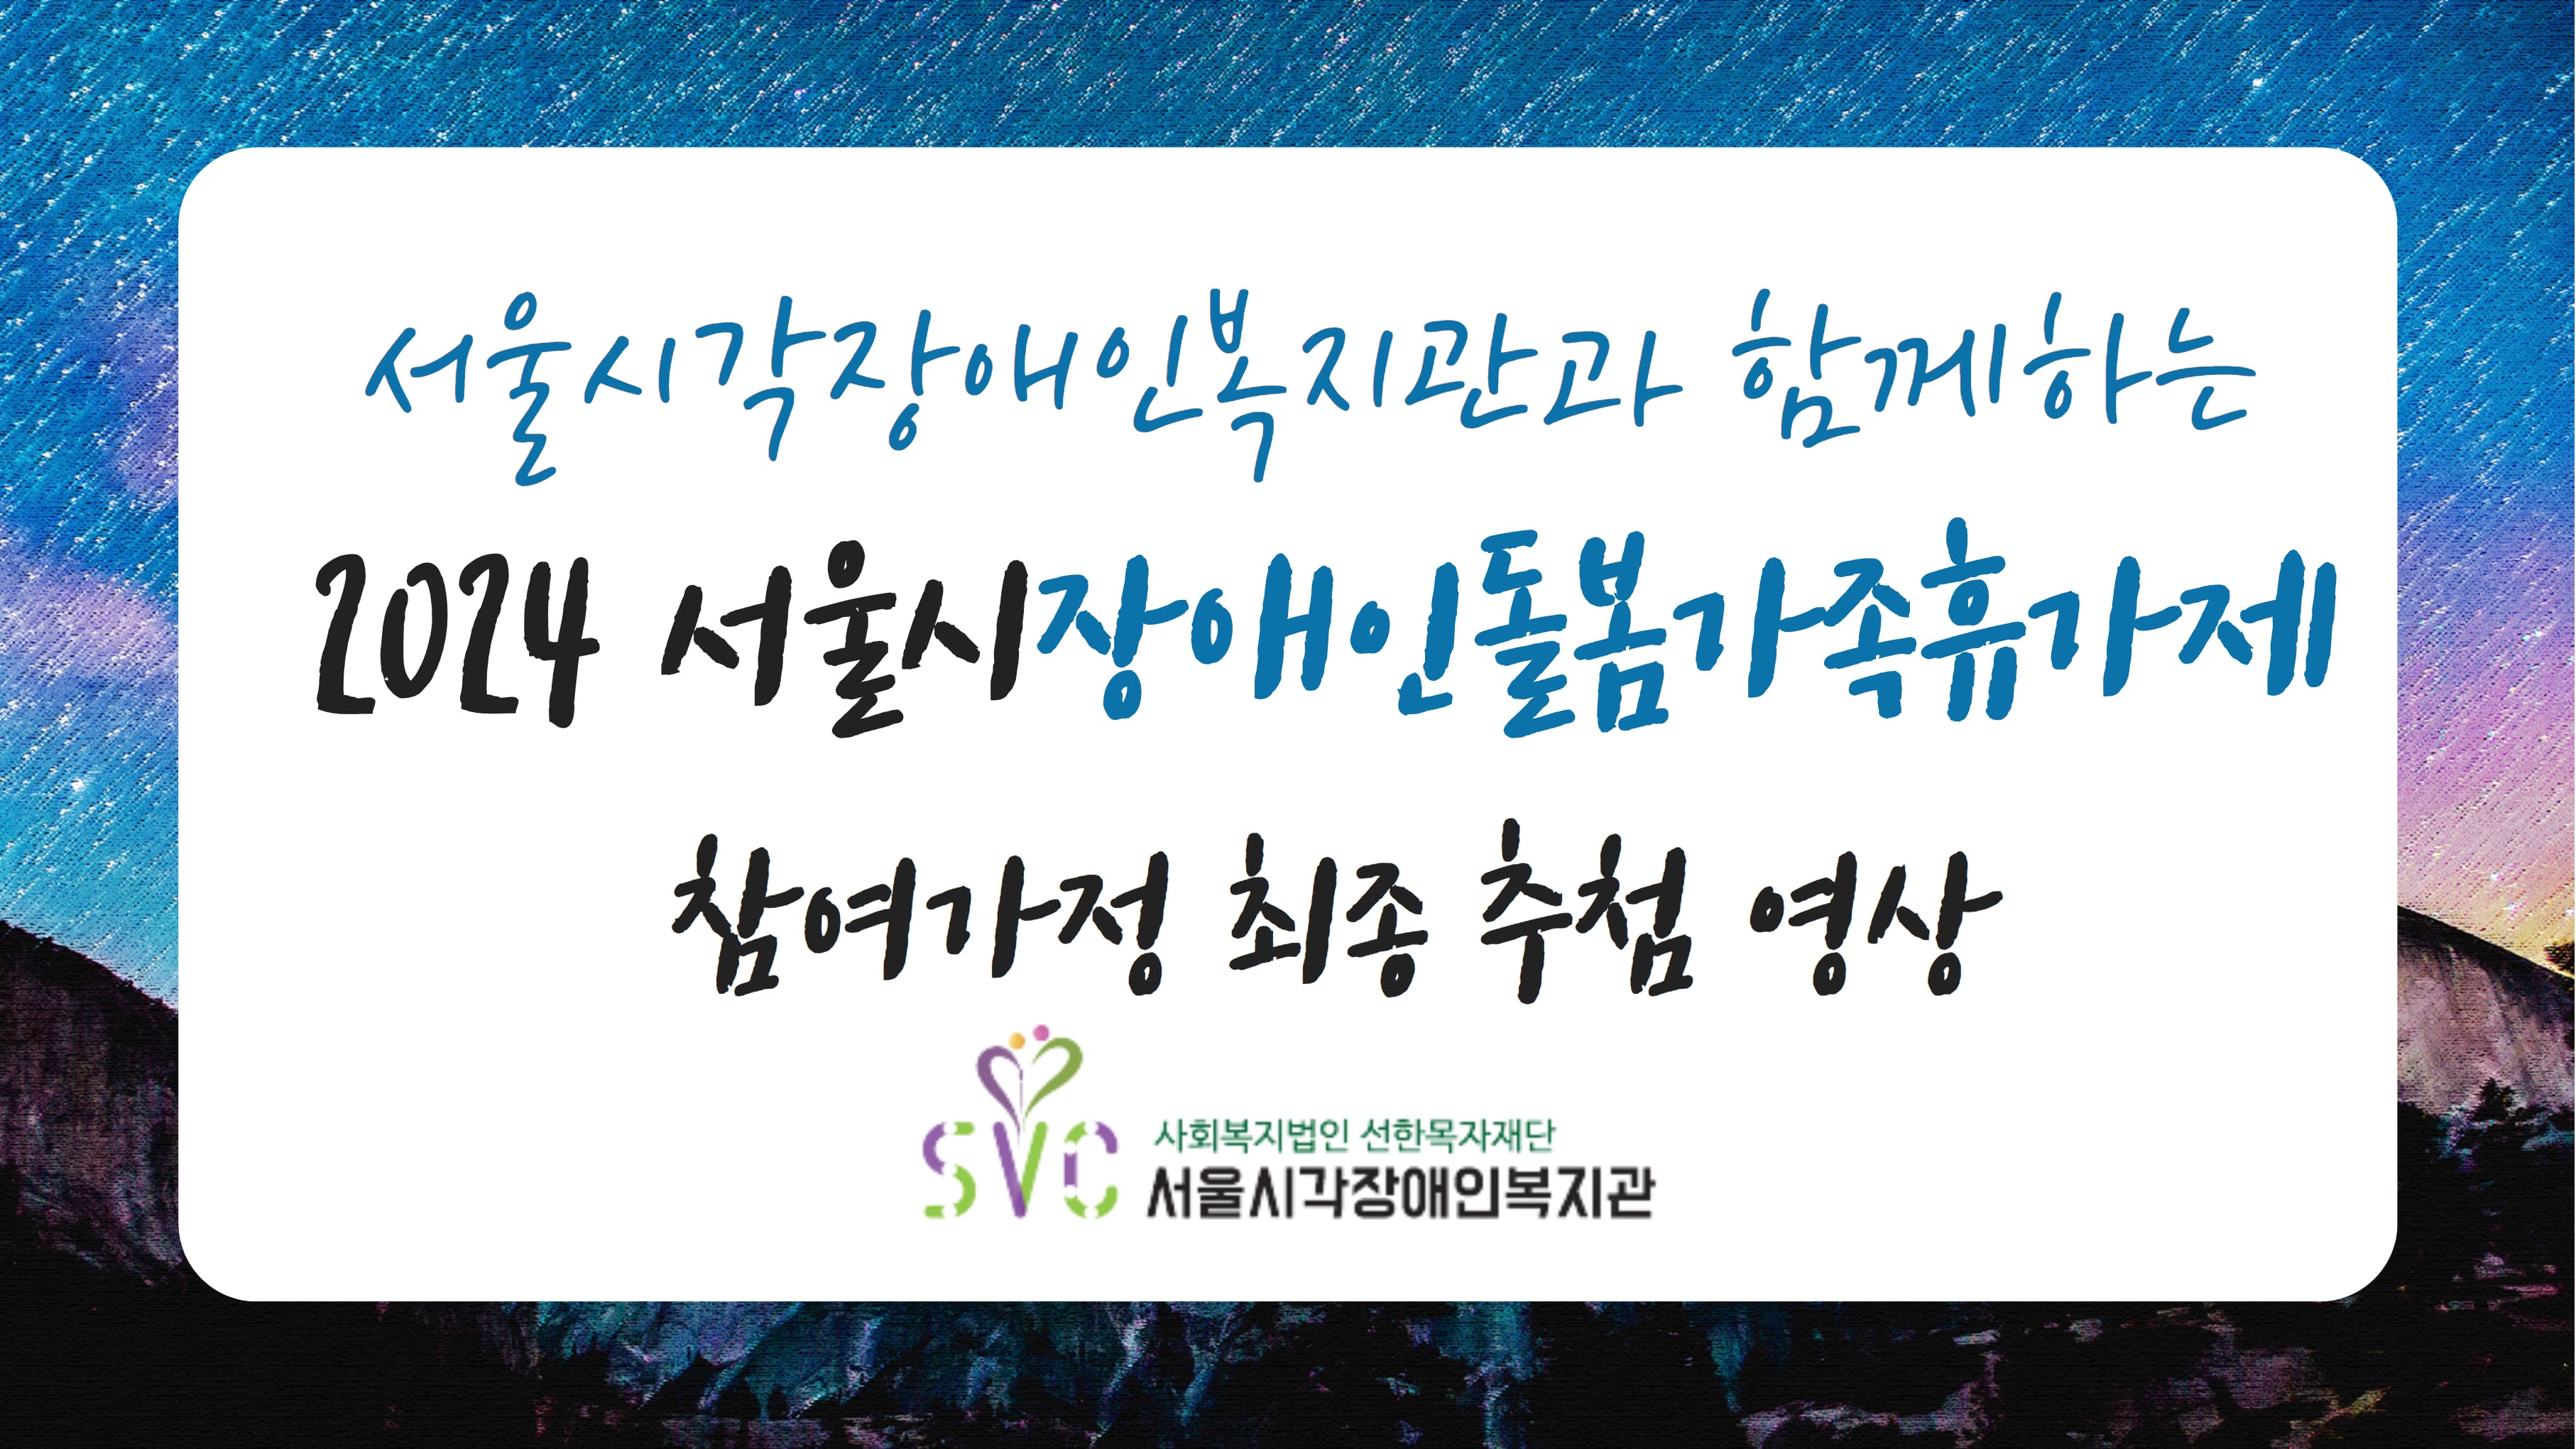 서울시각장애인복지관과 함께하는
2024 서울시장애인돌봄가족휴가제
참여가정 최종 추첨 영상
SVC
사회복지법인 선한목자재단
서울시각장애인복지관